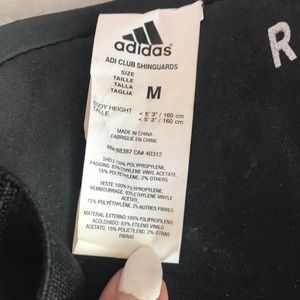 adidas
ADI CLUB SHINGUARDS
SIZE
TAILLE
TALLA
TAGLIA
M
BODY HEIGHT
TAILLE
< 5' 3" / 160 cm
< 5' 3" / 160 cm
MADE IN CHINA
FABRIQUÉ EN CHINE
RN# 88387 CA# 40312
SHELL: 100% POLYPROPYLENE,
PADDING: 83% ETHYLENE VINYL
ACETATE,
15% POLYETHYLENE, 2% OTHERS
VESTE: 100% POLYPROPYLENE,
REMBOURRAGE: 83% ETHYLENE VINYL
ACETATE,
15% POLYETHYLÈNE, 2% AUTRES FIBRES
MATERIAL EXTERNO 100% POLIPROPILENO,
ACOLCHADO: 83% ETILENO VINILO
ACETATO, 15% 2% OTRAS
FIBRAS
R